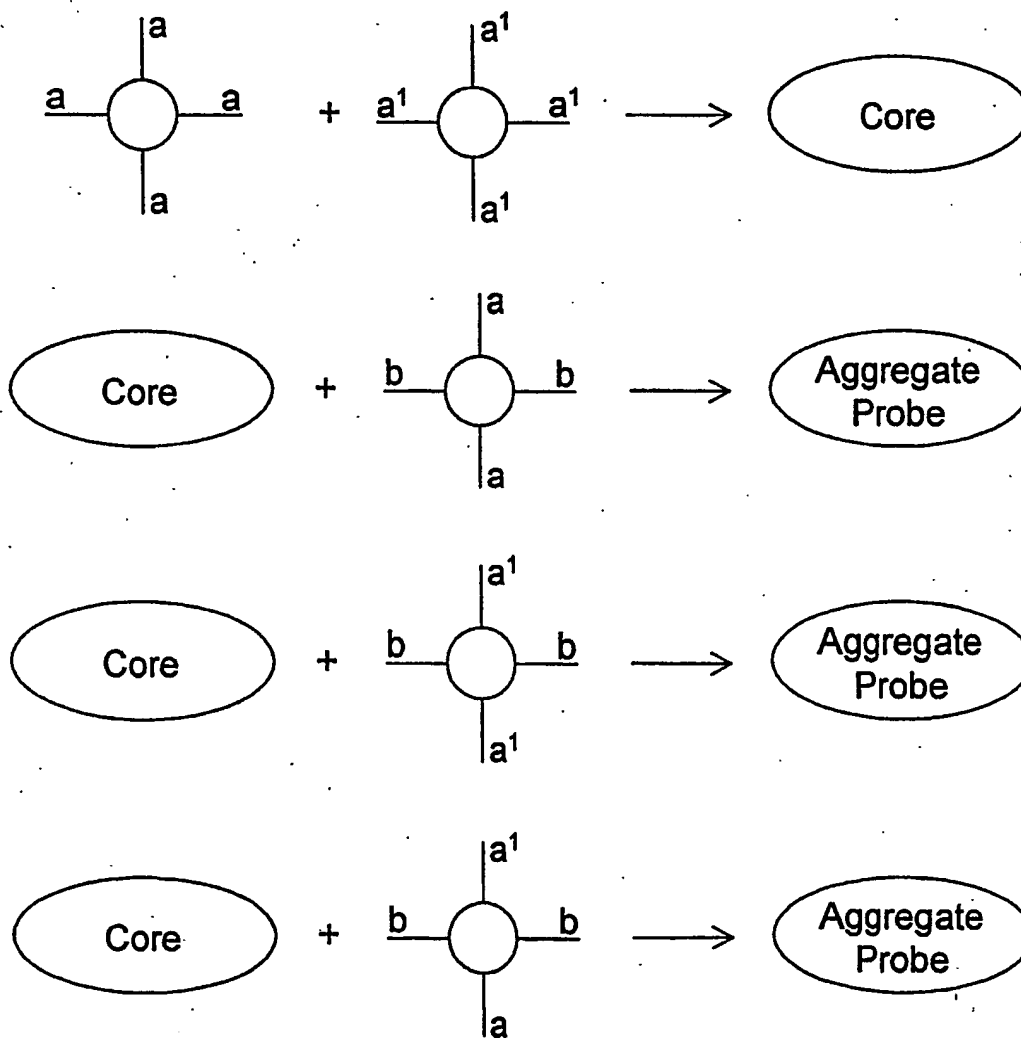 a a¹
a a + a¹ a¹ Core
a a¹
a
Core + b b Aggregate
Probe
a
a¹
Core + b b Aggregate
Probe
a¹
a¹
Core + b b Aggregate
Probe
a